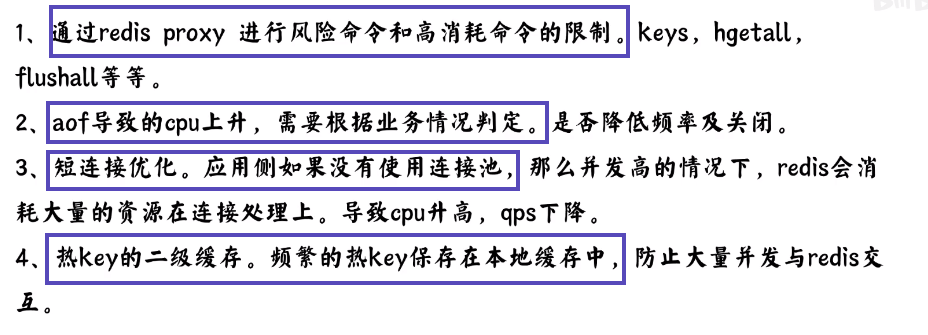 1、通过redis proxy 进行风险命令和高消耗命令的限制。keys，hgetall，
flushall等等。
2、aof导致的cpu上升，需要根据业务情况判定。是否降低频率及关闭。
3、短连接优化。应用侧如果没有使用连接池，那么并发高的情况下，redis会消
耗大量的资源在连接处理上。导致cpu升高，qps下降。
4、热key的二级缓存。频繁的热key保存在本地缓存中，防止大量并发与redis交
互。